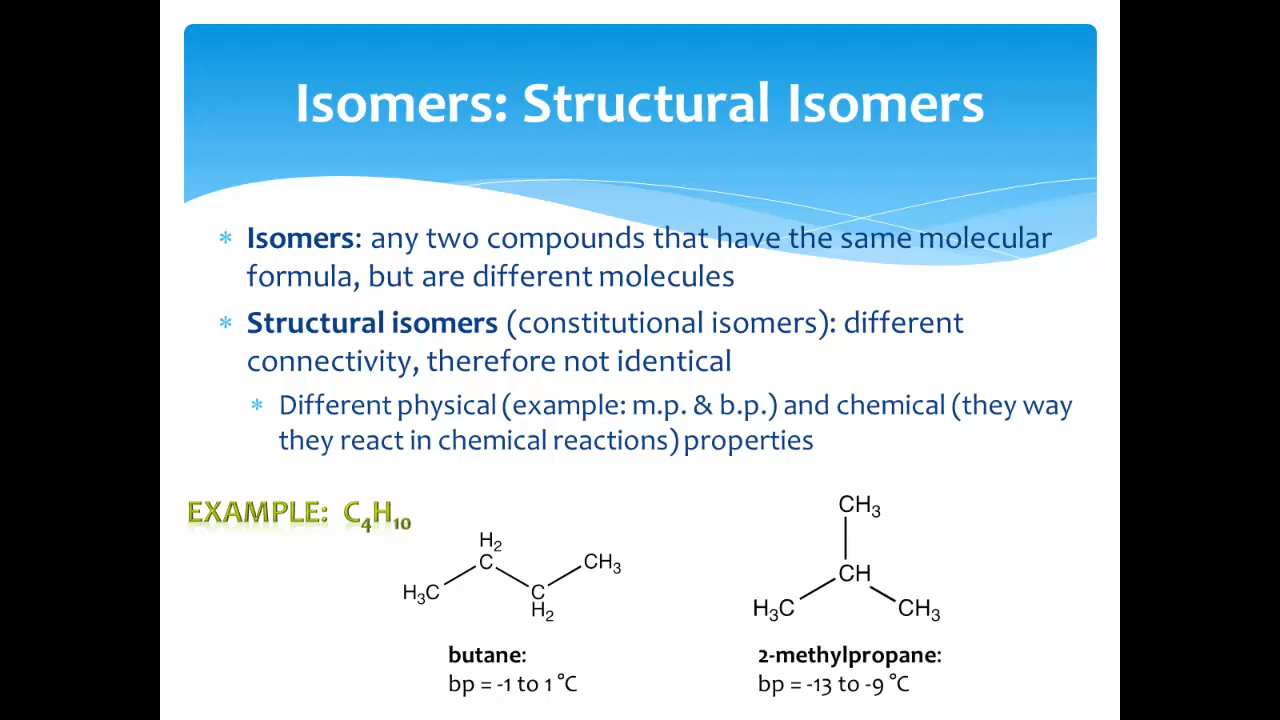 Isomers: Structural Isomers
* Isomers: any two compounds that have the same molecular
formula, but are different molecules
* Structural isomers (constitutional isomers): different
connectivity, therefore not identical
* Different physical (example: m.p. & b.p.) and chemical (they way
they react in chemical reactions) properties
EXAMPLE: C₄H₁₀
H₂
C
CH₃
H₃C
C
H₂
CH₃
CH
H₃C
CH₃
butane:
bp = -1 to 1 °C
2-methylpropane:
bp = -13 to -9 °C